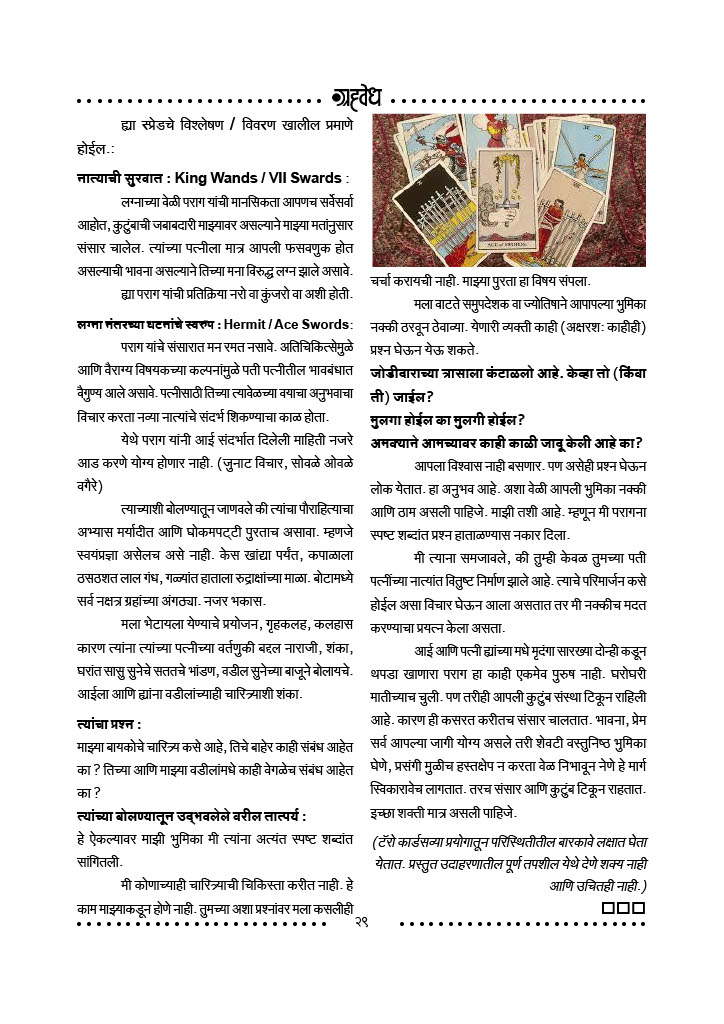 ग्रहवेध
ह्या स्प्रेडचे विश्लेषण / विवरण खालील प्रमाणे
होईल.:
नात्याची सुरवात : King Wands / VII Swards :
लग्नाच्या वेळी पराग यांची मानसिकता आपणच सर्वेसर्वा
आहोत, कुटुंबाची जबाबदारी माझ्यावर असल्याने माझ्या मतांनुसार
संसार चालेल. त्यांच्या पत्नीला मात्र आपली फसवणुक होत
असल्याची भावना असल्याने तिच्या मना विरुद्ध लग्न झाले असावे.
ह्या पराग यांची प्रतिक्रिया नरो वा कुंजरो वा अशी होती.
लग्ना नंतरच्या घटनांचे स्वरुप : Hermit / Ace Swords:
पराग यांचे संसारात मन रमत नसावे. अतिचिकित्सेमुळे
आणि वैराग्य विषयकच्या कल्पनांमुळे पती पत्नीतील भावबंधात
वैगुण्य आले असावे. पत्नीसाठी तिच्या त्यावेळच्या वयाचा अनुभवाचा
विचार करता नव्या नात्यांचे संदर्भ शिकण्याचा काळ होता.
येथे पराग यांनी आई संदर्भात दिलेली माहिती नजरे
आड करणे योग्य होणार नाही. (जुनाट विचार, सोवळे ओवळे
वगैरे)
त्याच्याशी बोलण्यातून जाणवले की त्यांचा पौराहित्याचा
अभ्यास मर्यादीत आणि घोकमपट्टी पुरताच असावा. म्हणजे
स्वयंप्रज्ञा असेलच असे नाही. केस खांद्या पर्यंत, कपाळाला
ठसठशत लाल गंध, गळ्यांत हाताला रुद्राक्षांच्या माळा. बोटामध्ये
सर्व नक्षत्र ग्रहांच्या अंगठ्या. नजर भकास.
मला भेटायला येण्याचे प्रयोजन, गृहकलह, कलहास
कारण त्यांना त्यांच्या पत्नीच्या वर्तणुकी बद्दल नाराजी, शंका,
घरांत सासु सुनेचे सततचे भांडण, वडील सुनेच्या बाजूने बोलायचे.
आईला आणि ह्यांना वडीलांच्याही चारित्र्याशी शंका.
त्यांचा प्रश्न :
माझ्या बायकोचे चारित्र्य कसे आहे, तिचे बाहेर काही संबंध आहेत
का ? तिच्या आणि माझ्या वडीलांमधे काही वेगळेच संबंध आहेत
का ?
त्यांच्या बोलण्यातून उद्भवलेले वरील तात्पर्य :
हे ऐकल्यावर माझी भुमिका मी त्यांना अत्यंत स्पष्ट शब्दांत
सांगितली.
मी कोणाच्याही चारित्र्याची चिकित्सा करीत नाही. हे
काम माझ्याकडून होणे नाही. तुमच्या अशा प्रश्नांवर मला कसलीही
ACE of SWORDS.
चर्चा करायची नाही. माझ्या पुरता हा विषय संपला.
मला वाटते समुपदेशक वा ज्योतिषाने आपापल्या भुमिका
नक्की ठरवून ठेवाव्या. येणारी व्यक्ती काही (अक्षरशः काहीही)
प्रश्न घेऊन येऊ शकते.
जोडीदाराच्या त्रासाला कंटाळलो आहे. केव्हा तो (किंवा
ती) जाईल?
मुलगा होईल का मुलगी होईल?
अमक्याने आमच्यावर काही काळी जादू केली आहे का?
आपला विश्वास नाही बसणार. पण असेही प्रश्न घेऊन
लोक येतात. हा अनुभव आहे. अशा वेळी आपली भुमिका नक्की
आणि ठाम असली पाहिजे. माझी तशी आहे. म्हणून मी परागना
स्पष्ट शब्दांत प्रश्न हाताळण्यास नकार दिला.
मी त्याना समजावले, की तुम्ही केवळ तुमच्या पती
पत्नींच्या नात्यांत वितुष्ट निर्माण झाले आहे. त्याचे परिमार्जन कसे
होईल असा विचार घेऊन आला असतात तर मी नक्कीच मदत
करण्याचा प्रयत्न केला असता.
आई आणि पत्नी ह्यांच्या मधे मृदंगा सारख्या दोन्ही कडून
थपडा खाणारा पराग हा काही एकमेव पुरुष नाही. घरोघरी
मातीच्याच चुली. पण तरीही आपली कुटुंब संस्था टिकून राहिली
आहे. कारण ही कसरत करीतच संसार चालतात. भावना, प्रेम
सर्व आपल्या जागी योग्य असले तरी शेवटी वस्तुनिष्ठ भुमिका
घेणे, प्रसंगी मुळीच हस्तक्षेप न करता वेळ निभावून नेणे हे मार्ग
स्विकारावेच लागतात. तरच संसार आणि कुटुंब टिकून राहतात.
इच्छा शक्ती मात्र असली पाहिजे.
(टॅरो कार्डसव्या प्रयोगातून परिस्थितीतील बारकावे लक्षात घेता
येतात. प्रस्तुत उदाहरणातील पूर्ण तपशील येथे देणे शक्य नाही
आणि उचितही नाही.)
२९